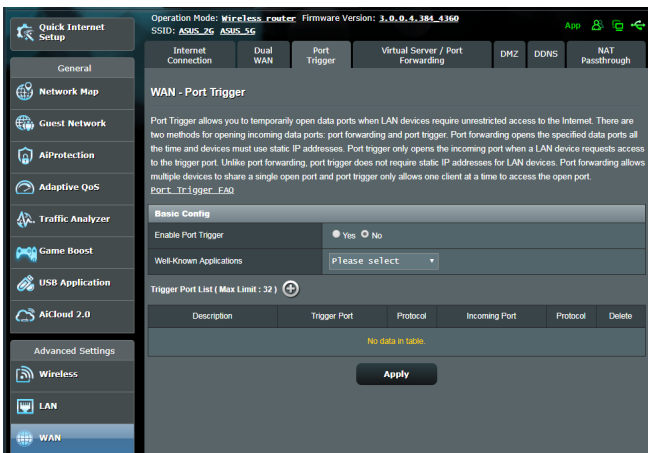 Quick Internet
Setup
Operation Mode: Wireless router Firmware Version: 3.0.0.4.384_4360
SSID: ASUS_2G ASUS_5G
App
Internet
Connection
Dual
WAN
Port
Trigger
Virtual Server / Port
Forwarding
DMZ
DDNS
NAT
Passthrough
General
Network Map
Guest Network
AiProtection
Adaptive QoS
Traffic Analyzer
Game Boost
USB Application
AiCloud 2.0
Advanced Settings
Wireless
LAN
WAN
WAN - Port Trigger
Port Trigger allows you to temporarily open data ports when LAN devices require unrestricted access to the Internet. There are
two methods for opening incoming data ports: port forwarding and port trigger. Port forwarding opens the specified data ports all
the time and devices must use static IP addresses. Port trigger only opens the incoming port when a LAN device requests access
to the trigger port. Unlike port forwarding, port trigger does not require static IP addresses for LAN devices. Port forwarding allows
multiple devices to share a single open port and port trigger only allows one client at a time to access the open port.
Port Trigger FAQ
Basic Config
Enable Port Trigger
Yes No
Well-Known Applications
Please select
Trigger Port List ( Max Limit : 32 )
Description Trigger Port Protocol Incoming Port Protocol Delete
No data in table.
Apply